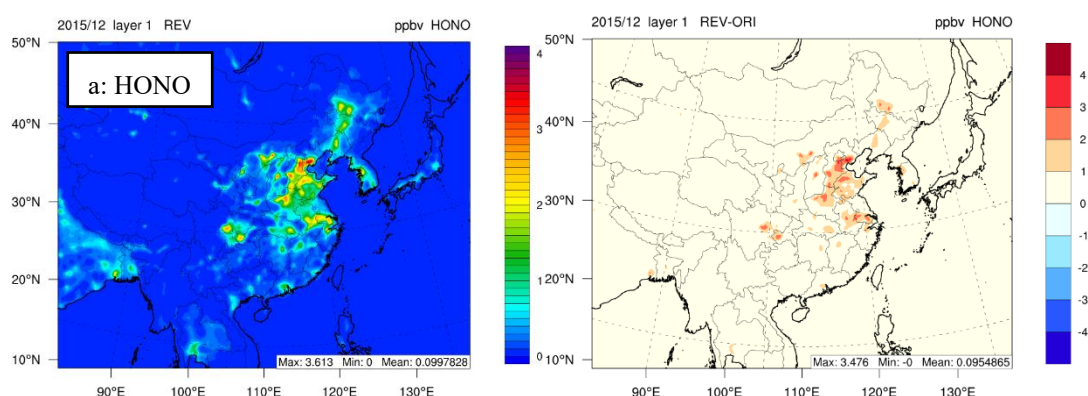 2015/12 layer 1 REV ppbv HONO
a: HONO
50°N
40°N
30°N
20°N
10°N
90°E 100°E 110°E 120°E 130°E
Max: 3.613 Min: 0 Mean: 0.0997828
4
3
2
1
0
2015/12 layer 1 REV-ORI ppbv HONO
50°N
40°N
30°N
20°N
10°N
90°E 100°E 110°E 120°E 130°E
Max: 3.476 Min: -0 Mean: 0.0954865
4
3
2
1
0
-1
-2
-3
-4